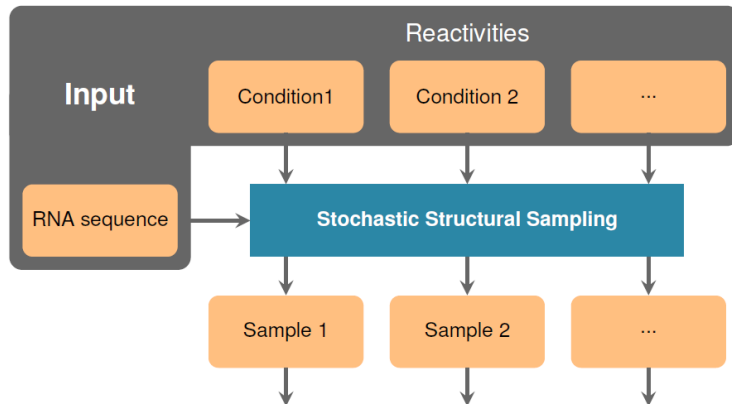 Reactivities
Input
Condition1
Condition 2
...
RNA sequence
Stochastic Structural Sampling
Sample 1
Sample 2
...